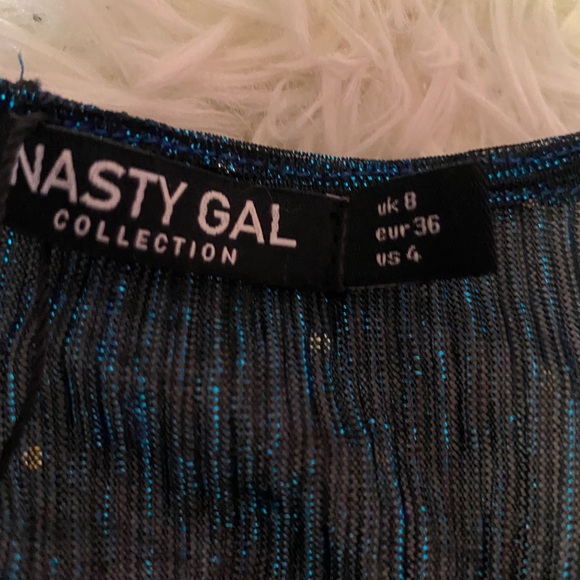 NASTY GAL
COLLECTION
uk 8
eur 36
us 4